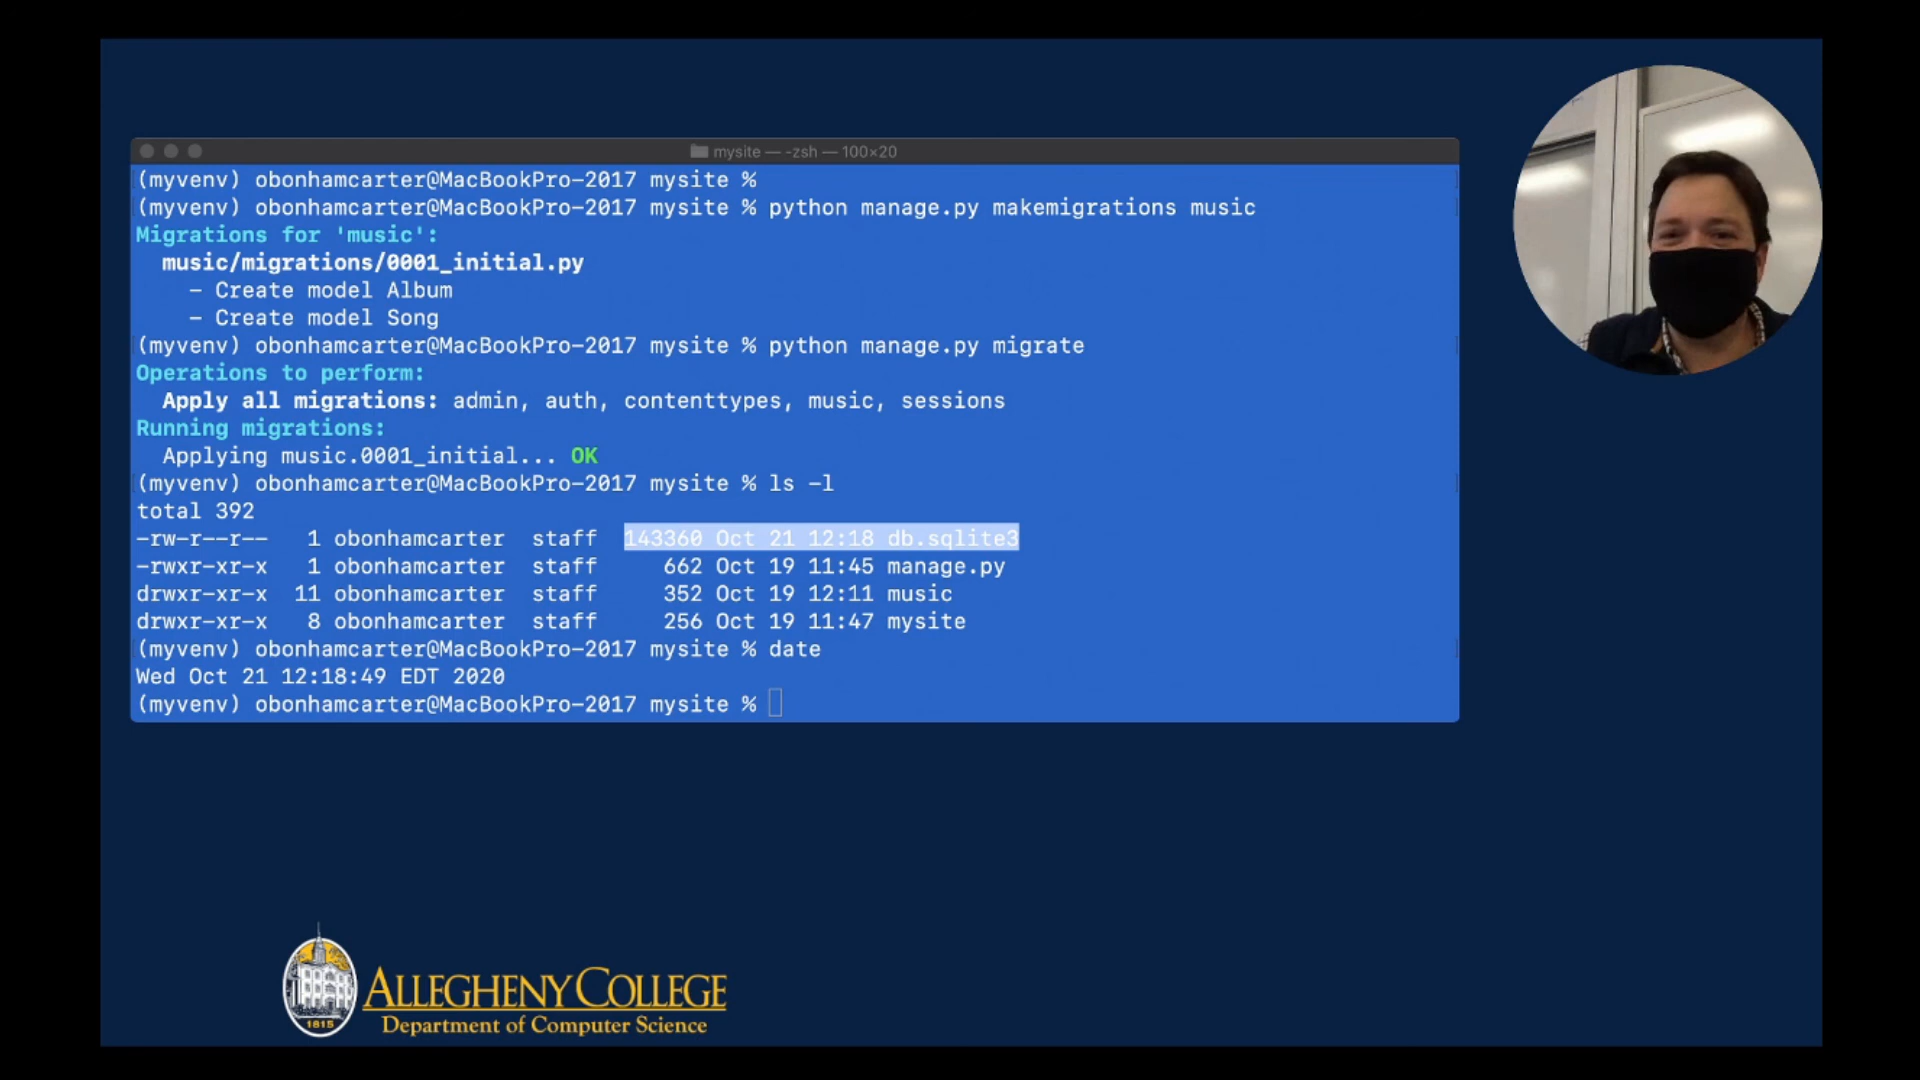 mysite — -zsh — 100×20
(myvenv) obonhamcarter@MacBookPro-2017 mysite %
(myvenv) obonhamcarter@MacBookPro-2017 mysite % python manage.py makemigrations music
Migrations for 'music':
  music/migrations/0001_initial.py
    - Create model Album
    - Create model Song
(myvenv) obonhamcarter@MacBookPro-2017 mysite % python manage.py migrate
Operations to perform:
  Apply all migrations: admin, auth, contenttypes, music, sessions
Running migrations:
  Applying music.0001_initial... OK
(myvenv) obonhamcarter@MacBookPro-2017 mysite % ls -l
total 392
-rw-r--r--   1 obonhamcarter  staff  143360 Oct 21 12:18 db.sqlite3
-rwxr-xr-x   1 obonhamcarter  staff     662 Oct 19 11:45 manage.py
drwxr-xr-x  11 obonhamcarter  staff     352 Oct 19 12:11 music
drwxr-xr-x   8 obonhamcarter  staff     256 Oct 19 11:47 mysite
(myvenv) obonhamcarter@MacBookPro-2017 mysite % date
Wed Oct 21 12:18:49 EDT 2020
(myvenv) obonhamcarter@MacBookPro-2017 mysite %
1815
ALLEGHENY COLLEGE
Department of Computer Science